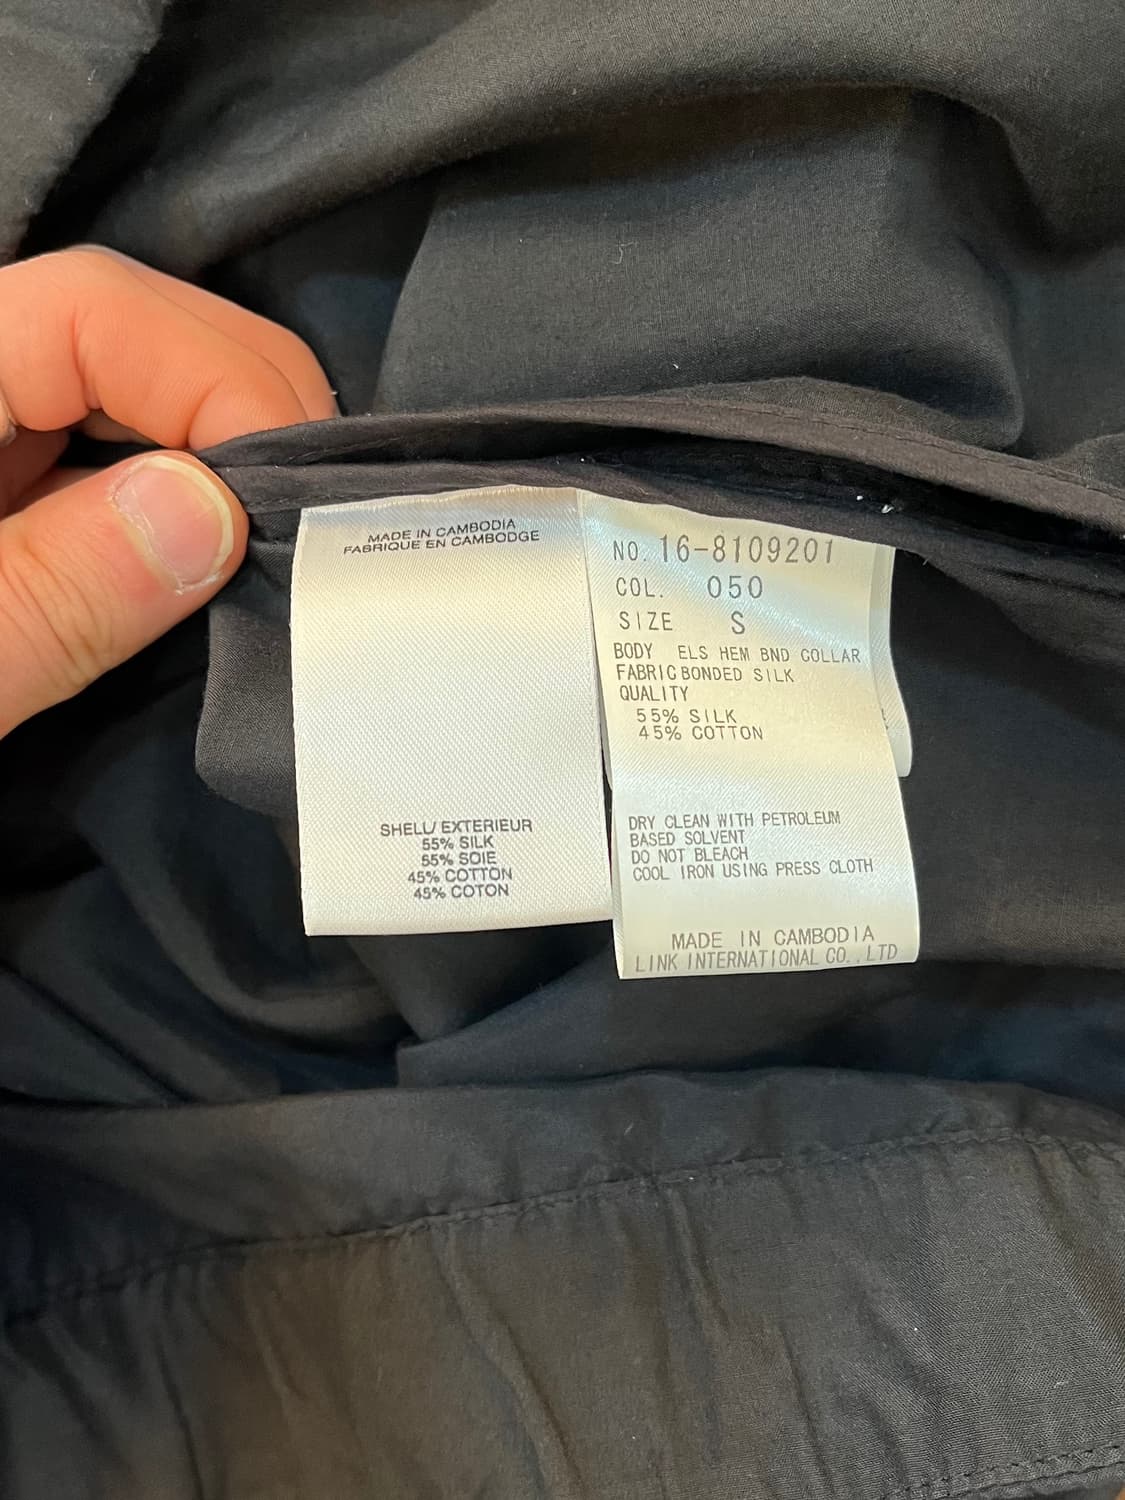 MADE IN CAMBODIA
FABRIQUE EN CAMBODGE
SHELL/ EXTERIEUR
55% SILK
55% SOIE
45% COTTON
45% COTON
NO. 16-8109201
COL. 050
SIZE S
BODY ELS HEM BND COLLAR
FABRIC BONDED SILK
QUALITY
55% SILK
45% COTTON
DRY CLEAN WITH PETROLEUM
BASED SOLVENT
DO NOT BLEACH
COOL IRON USING PRESS CLOTH
MADE IN CAMBODIA
LINK INTERNATIONAL CO.,LTD